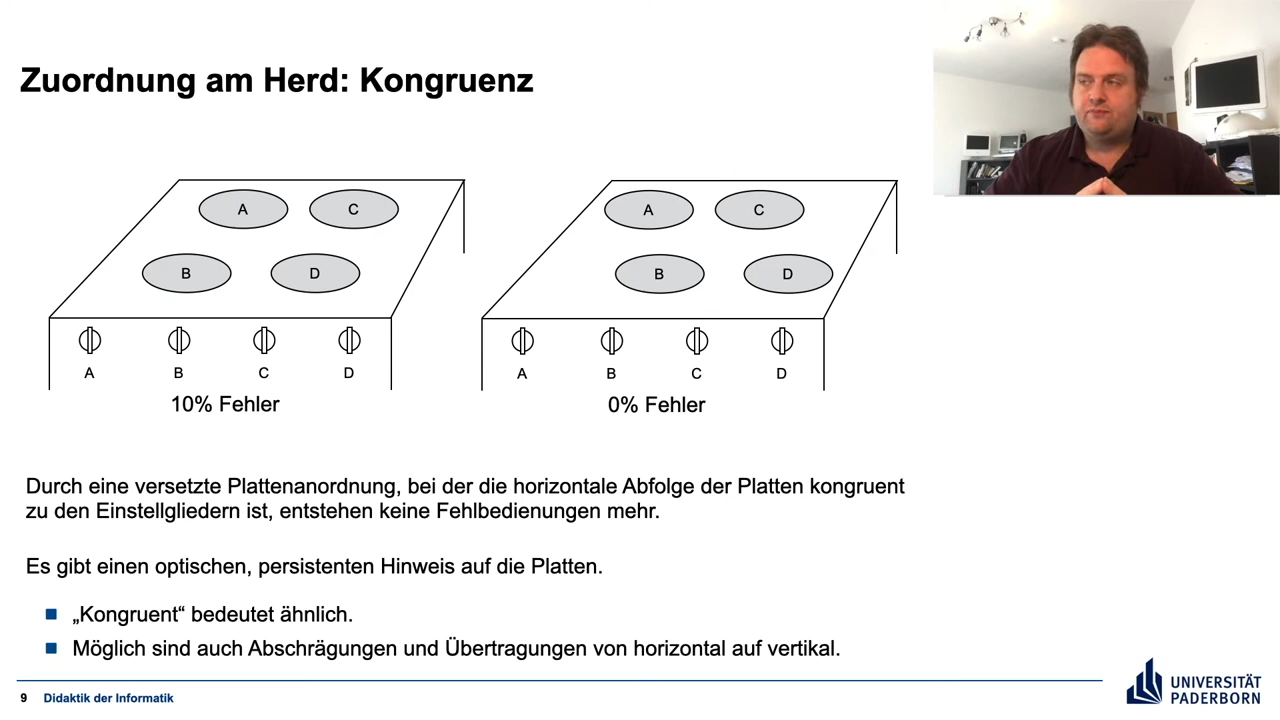 Zuordnung am Herd: Kongruenz
A C
B D
A B C D
10% Fehler
A C
B D
A B C D
0% Fehler
Durch eine versetzte Plattenanordnung, bei der die horizontale Abfolge der Platten kongruent
zu den Einstellgliedern ist, entstehen keine Fehlbedienungen mehr.
Es gibt einen optischen, persistenten Hinweis auf die Platten.
„Kongruent“ bedeutet ähnlich.
Möglich sind auch Abschrägungen und Übertragungen von horizontal auf vertikal.
9 Didaktik der Informatik
UNIVERSITÄT
PADERBORN